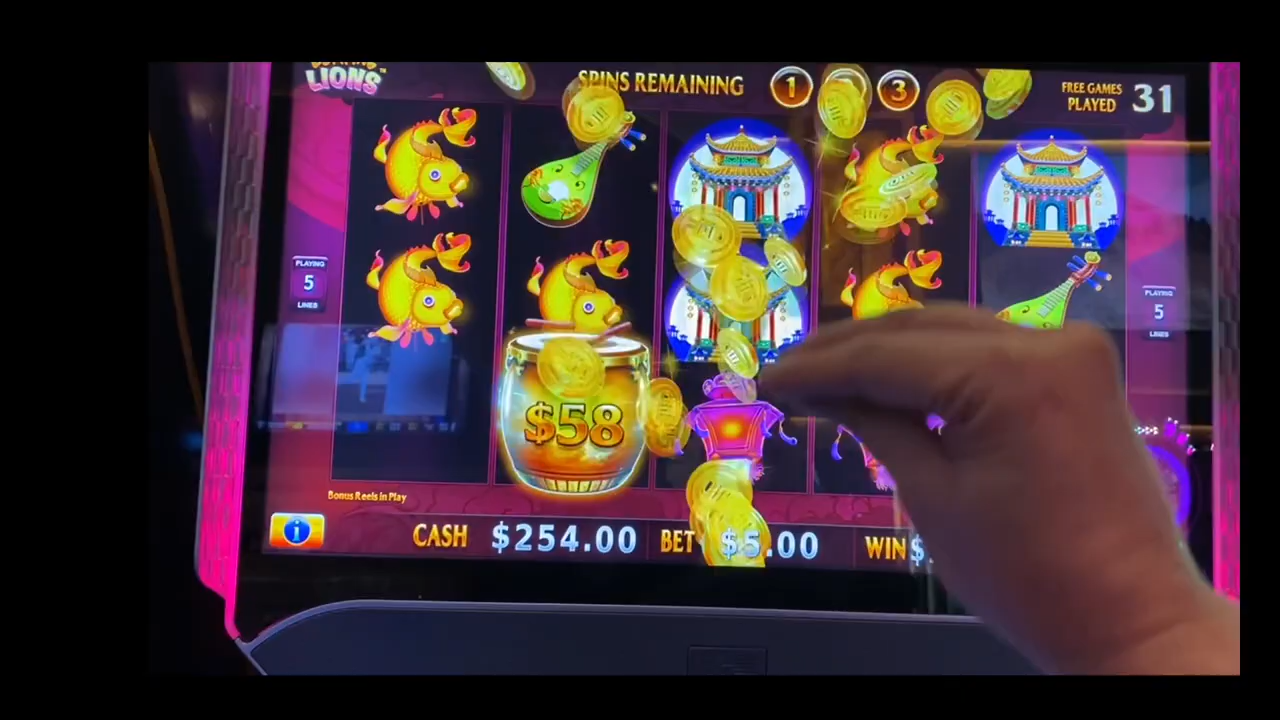 LIONS™
SPINS REMAINING 1 3
FREE GAMES
PLAYED 31
PLAYING
5
LINES
PLAYING
5
LINES
$58
Bonus Reels in Play
i CASH $254.00 BET $5.00 WIN $